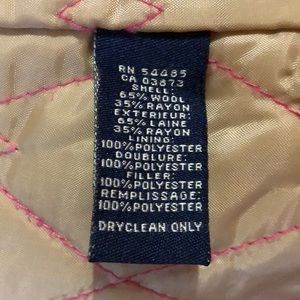 RN 54485
CA 03873
SHELL:
65% WOOL
35% RAYON
EXTERIEUR:
65% LAINE
35% RAYON
LINING:
100% POLYESTER
DOUBLURE:
100% POLYESTER
FILLER:
100% POLYESTER
REMPLISSAGE:
100% POLYESTER
DRYCLEAN ONLY